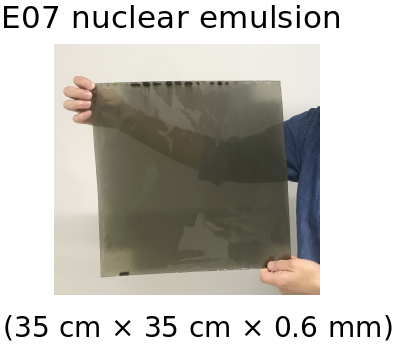 E07 nuclear emulsion
(35 cm × 35 cm × 0.6 mm)